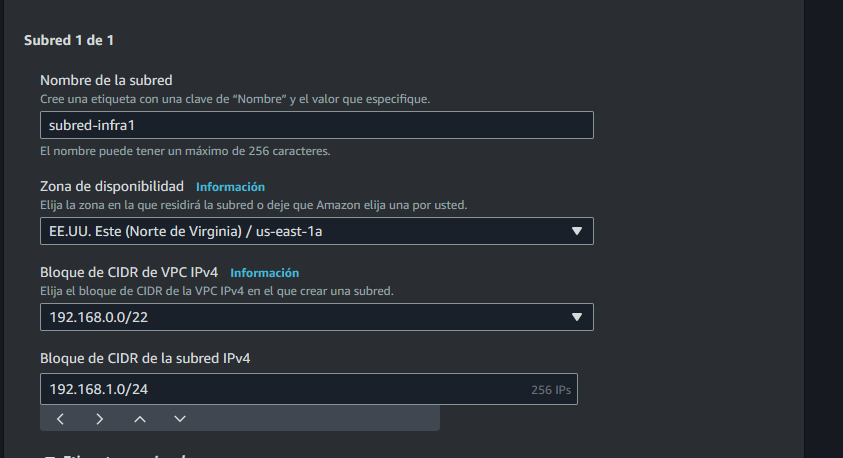 Subred 1 de 1
Nombre de la subred
Cree una etiqueta con una clave de “Nombre” y el valor que especifique.
subred-infra1
El nombre puede tener un máximo de 256 caracteres.
Zona de disponibilidad Información
Elija la zona en la que residirá la subred o deje que Amazon elija una por usted.
EE.UU. Este (Norte de Virginia) / us-east-1a
Bloque de CIDR de VPC IPv4 Información
Elija el bloque de CIDR de la VPC IPv4 en el que crear una subred.
192.168.0.0/22
Bloque de CIDR de la subred IPv4
192.168.1.0/24 256 IPs